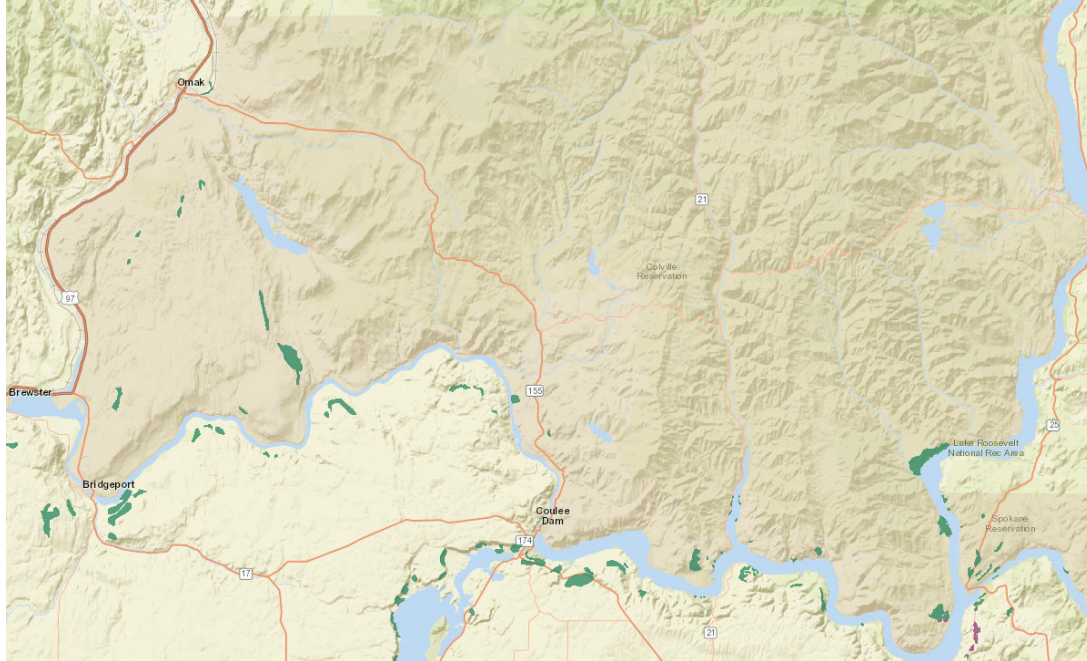 Omak
21
Colville
Reservation
97
Brewster
155
25
Lake Roosevelt
National Rec Area
Bridgeport
Coulee
Dam
Spokane
Reservation
174
17
21